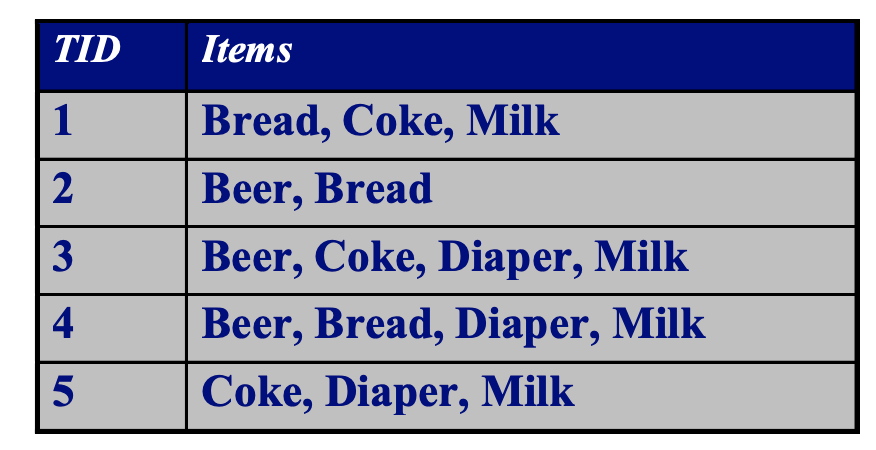 TID Items
1 Bread, Coke, Milk
2 Beer, Bread
3 Beer, Coke, Diaper, Milk
4 Beer, Bread, Diaper, Milk
5 Coke, Diaper, Milk